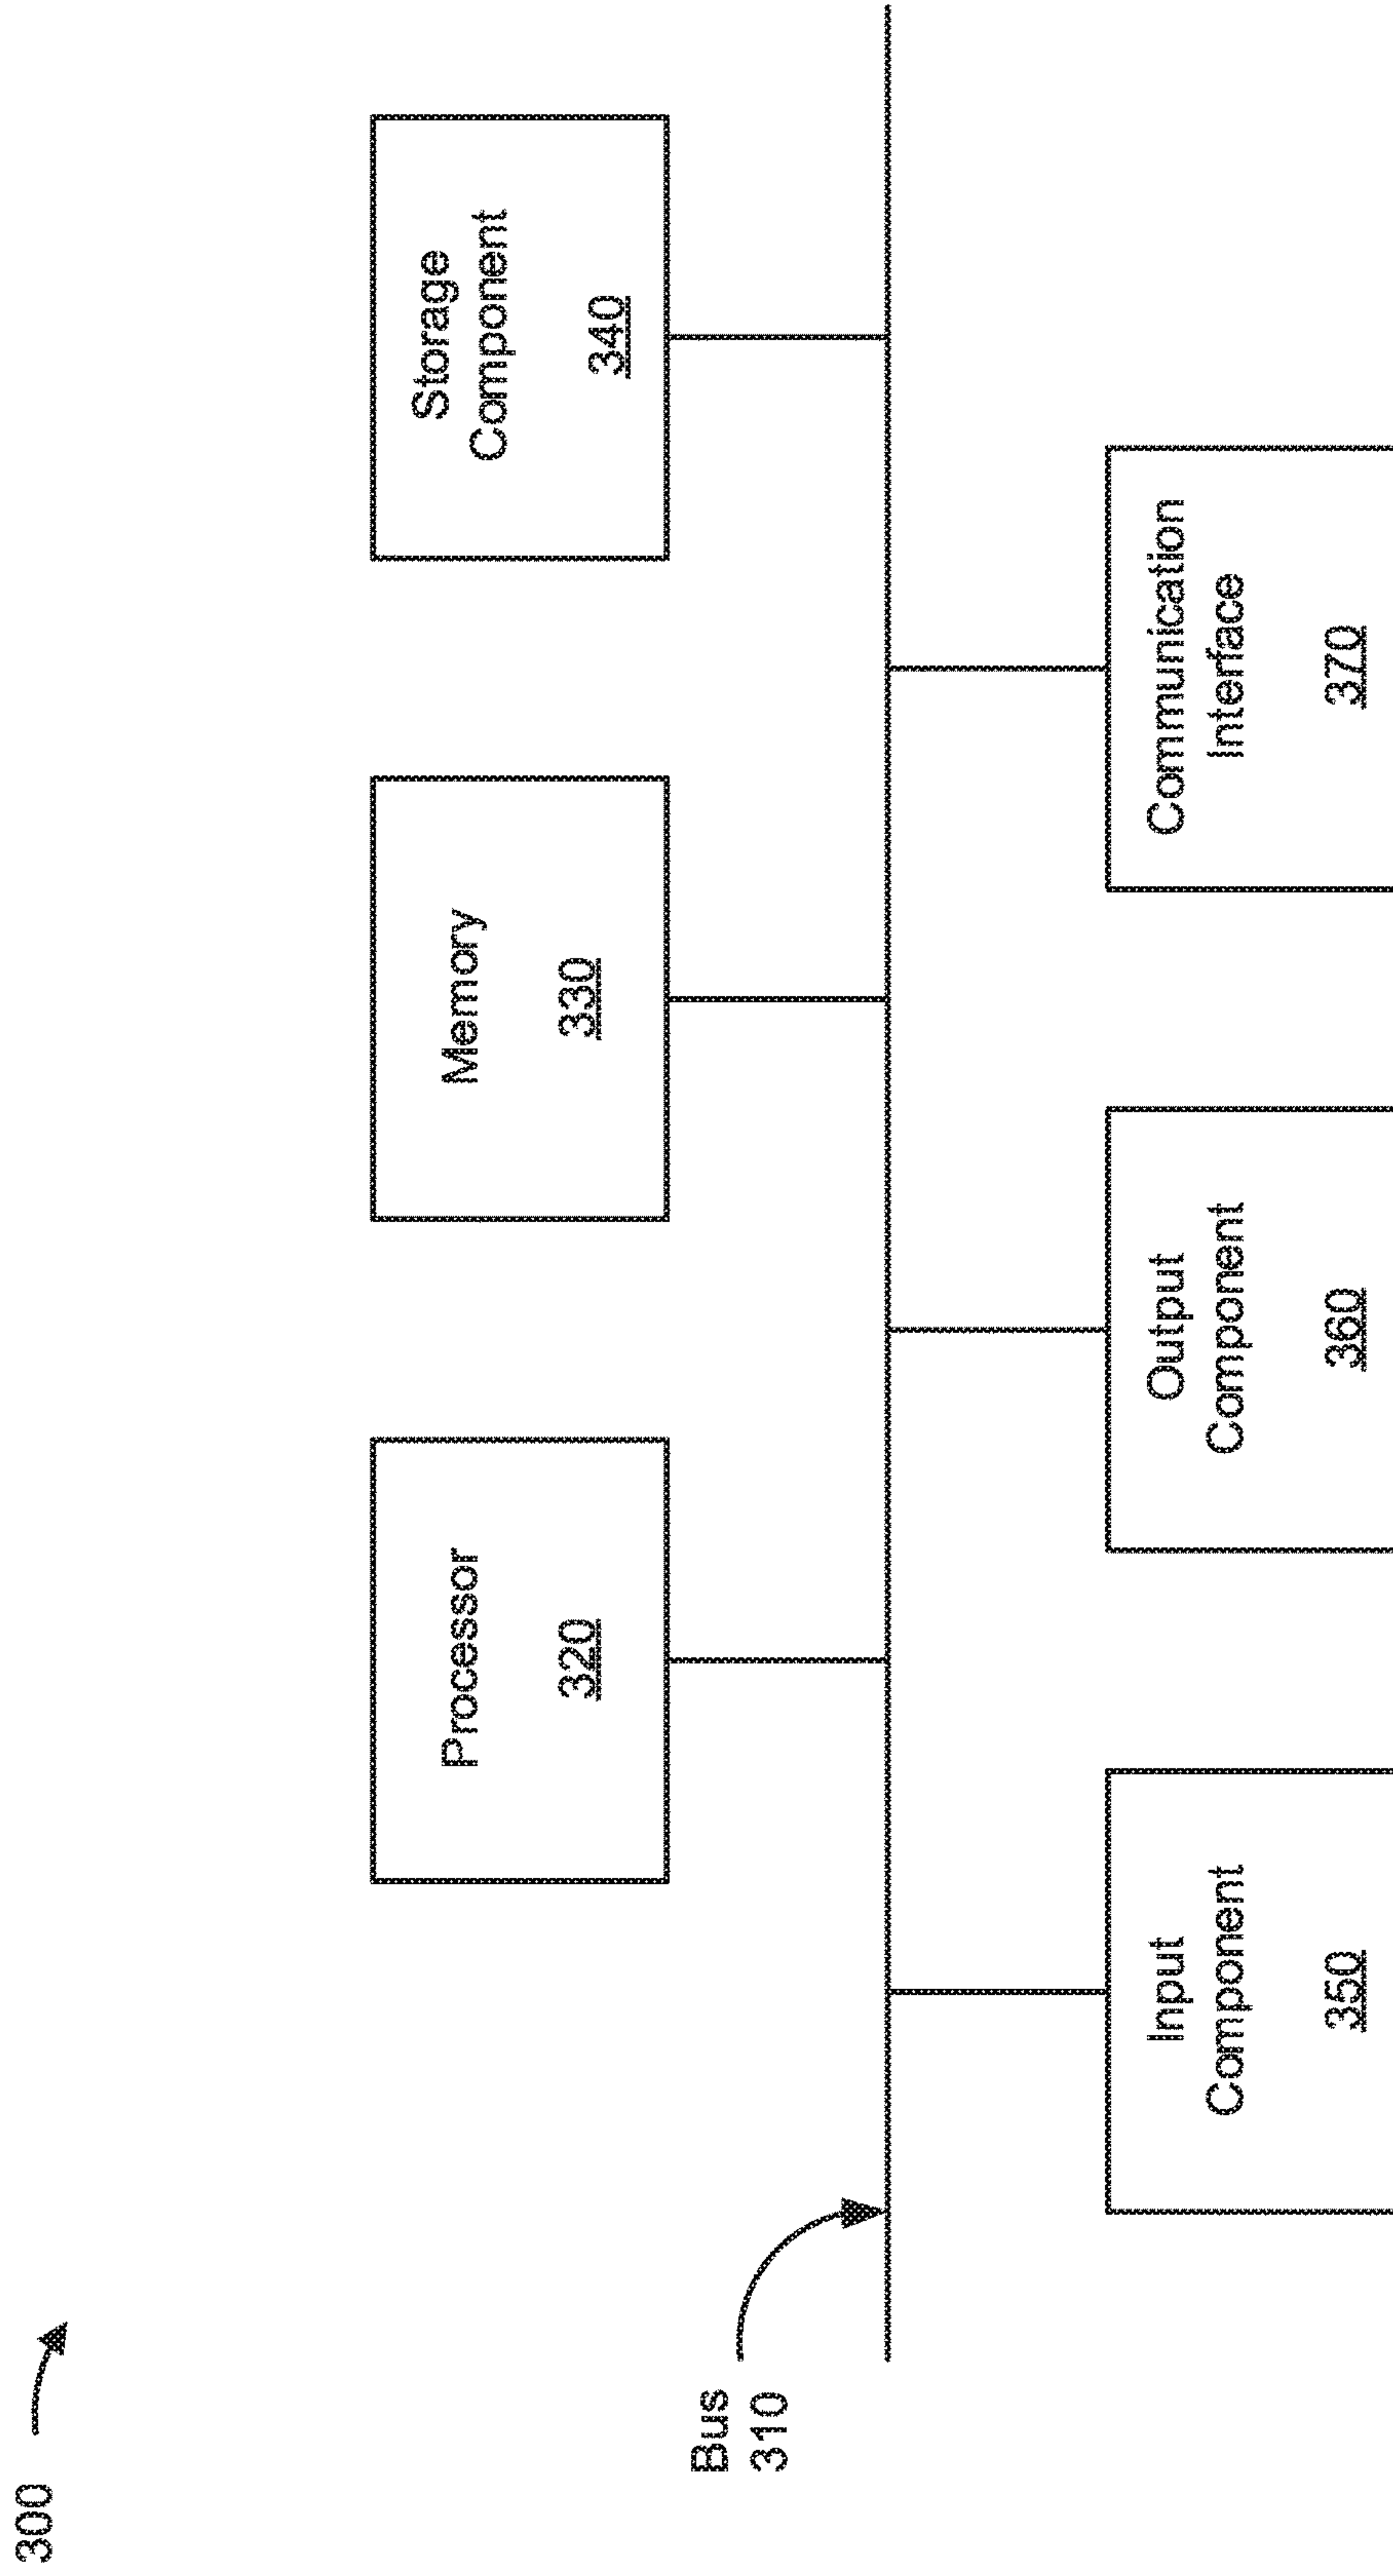 300
Processor
320
Memory
330
Storage
Component
340
Bus
310
Input
Component
350
Output
Component
360
Communication
Interface
370